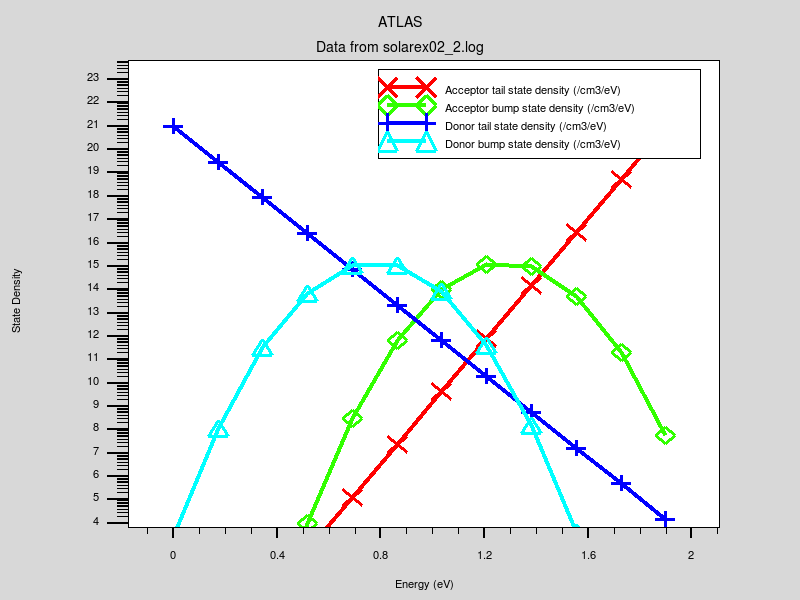 ATLAS
Data from solarex02_2.log
Acceptor tail state density (/cm3/eV)
Acceptor bump state density (/cm3/eV)
Donor tail state density (/cm3/eV)
Donor bump state density (/cm3/eV)
State Density
23
22
21
20
19
18
17
16
15
14
13
12
11
10
9
8
7
6
5
4
0 0.4 0.8 1.2 1.6 2
Energy (eV)